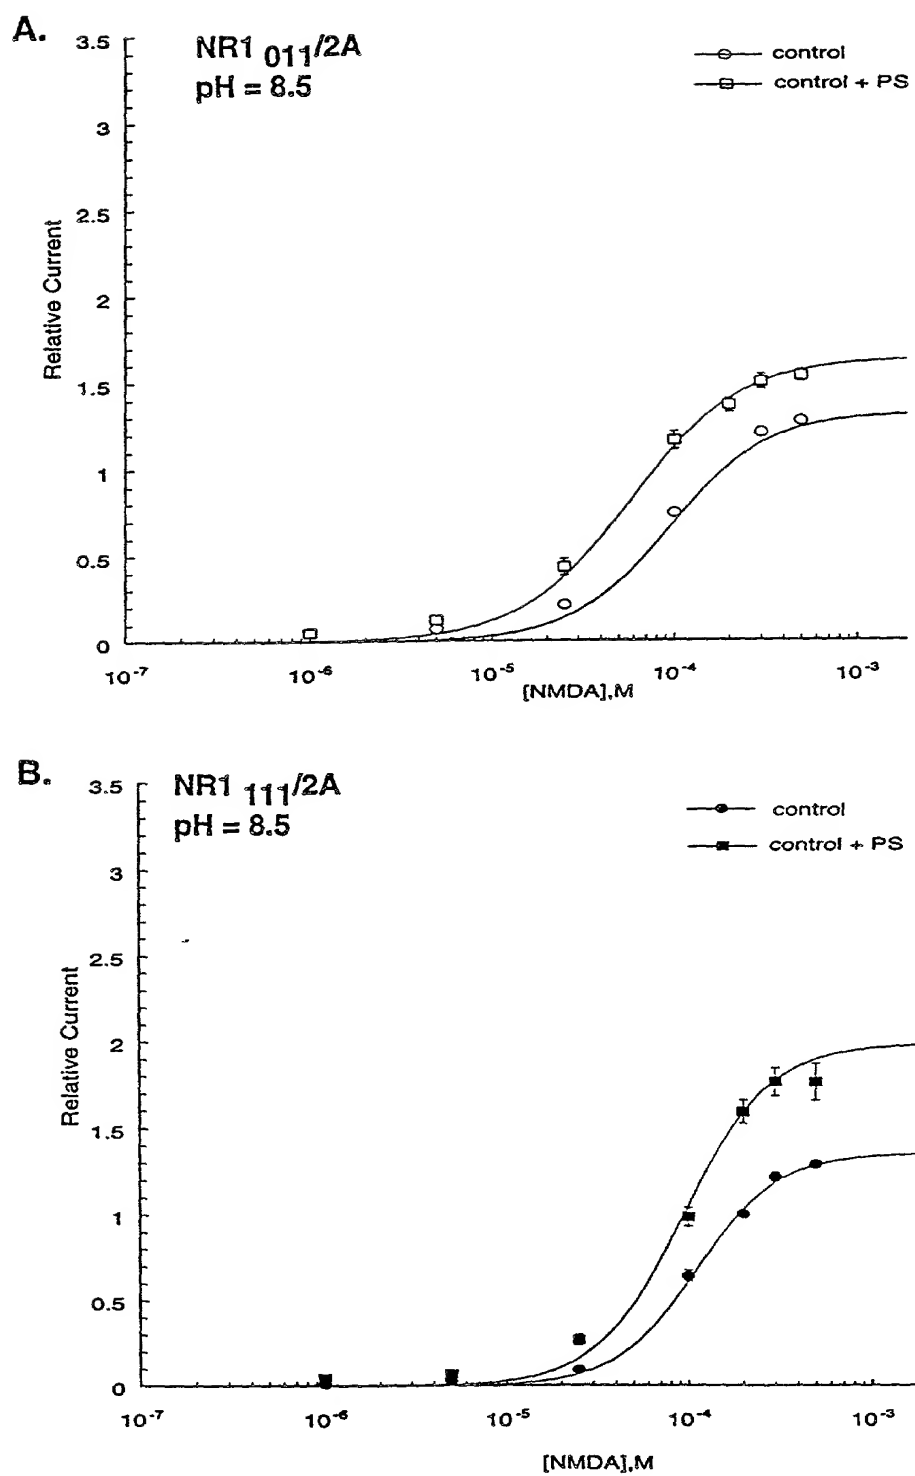 A.
NR1 011/2A
pH = 8.5
control
control + PS
3.5
3
2.5
2
1.5
1
0.5
0
Relative Current
10-7
10-6
10-5
10-4
10-3
[NMDA],M
B.
NR1 111/2A
pH = 8.5
control
control + PS
3.5
3
2.5
2
1.5
1
0.5
0
Relative Current
10-7
10-6
10-5
10-4
10-3
[NMDA],M